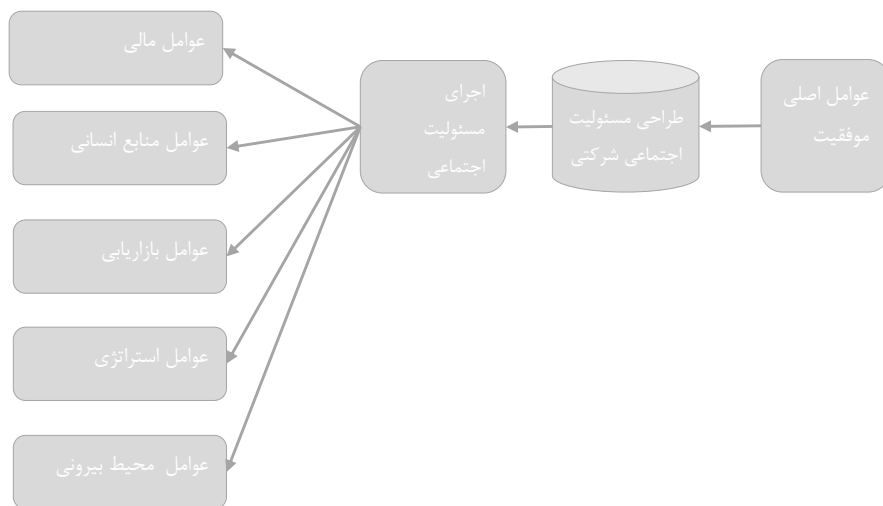 عوامل اصلی
موفقیت
طراحی مسئولیت
اجتماعی شرکتی
اجرای
مسئولیت
اجتماعی
عوامل مالی
عوامل منابع انسانی
عوامل بازاریابی
عوامل استراتژی
عوامل محیط بیرونی